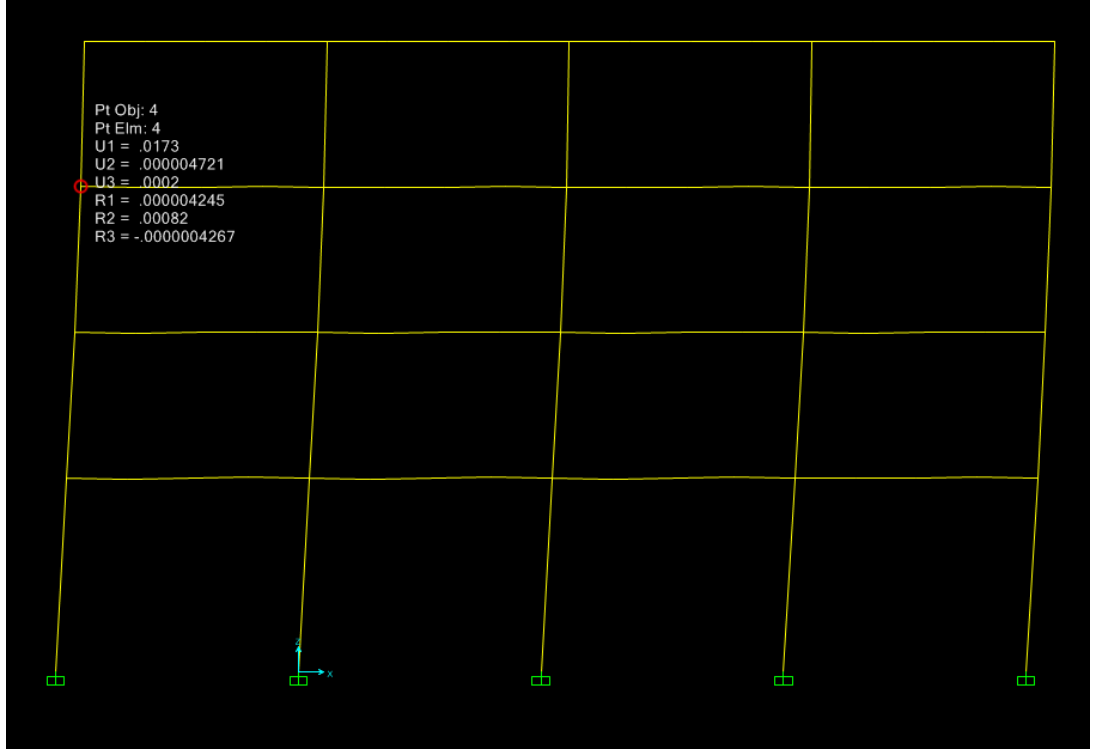 Pt Obj: 4
Pt Elm: 4
U1 = .0173
U2 = .000004721
U3 = .0002
R1 = .000004245
R2 = .00082
R3 = -.0000004267
Z
X